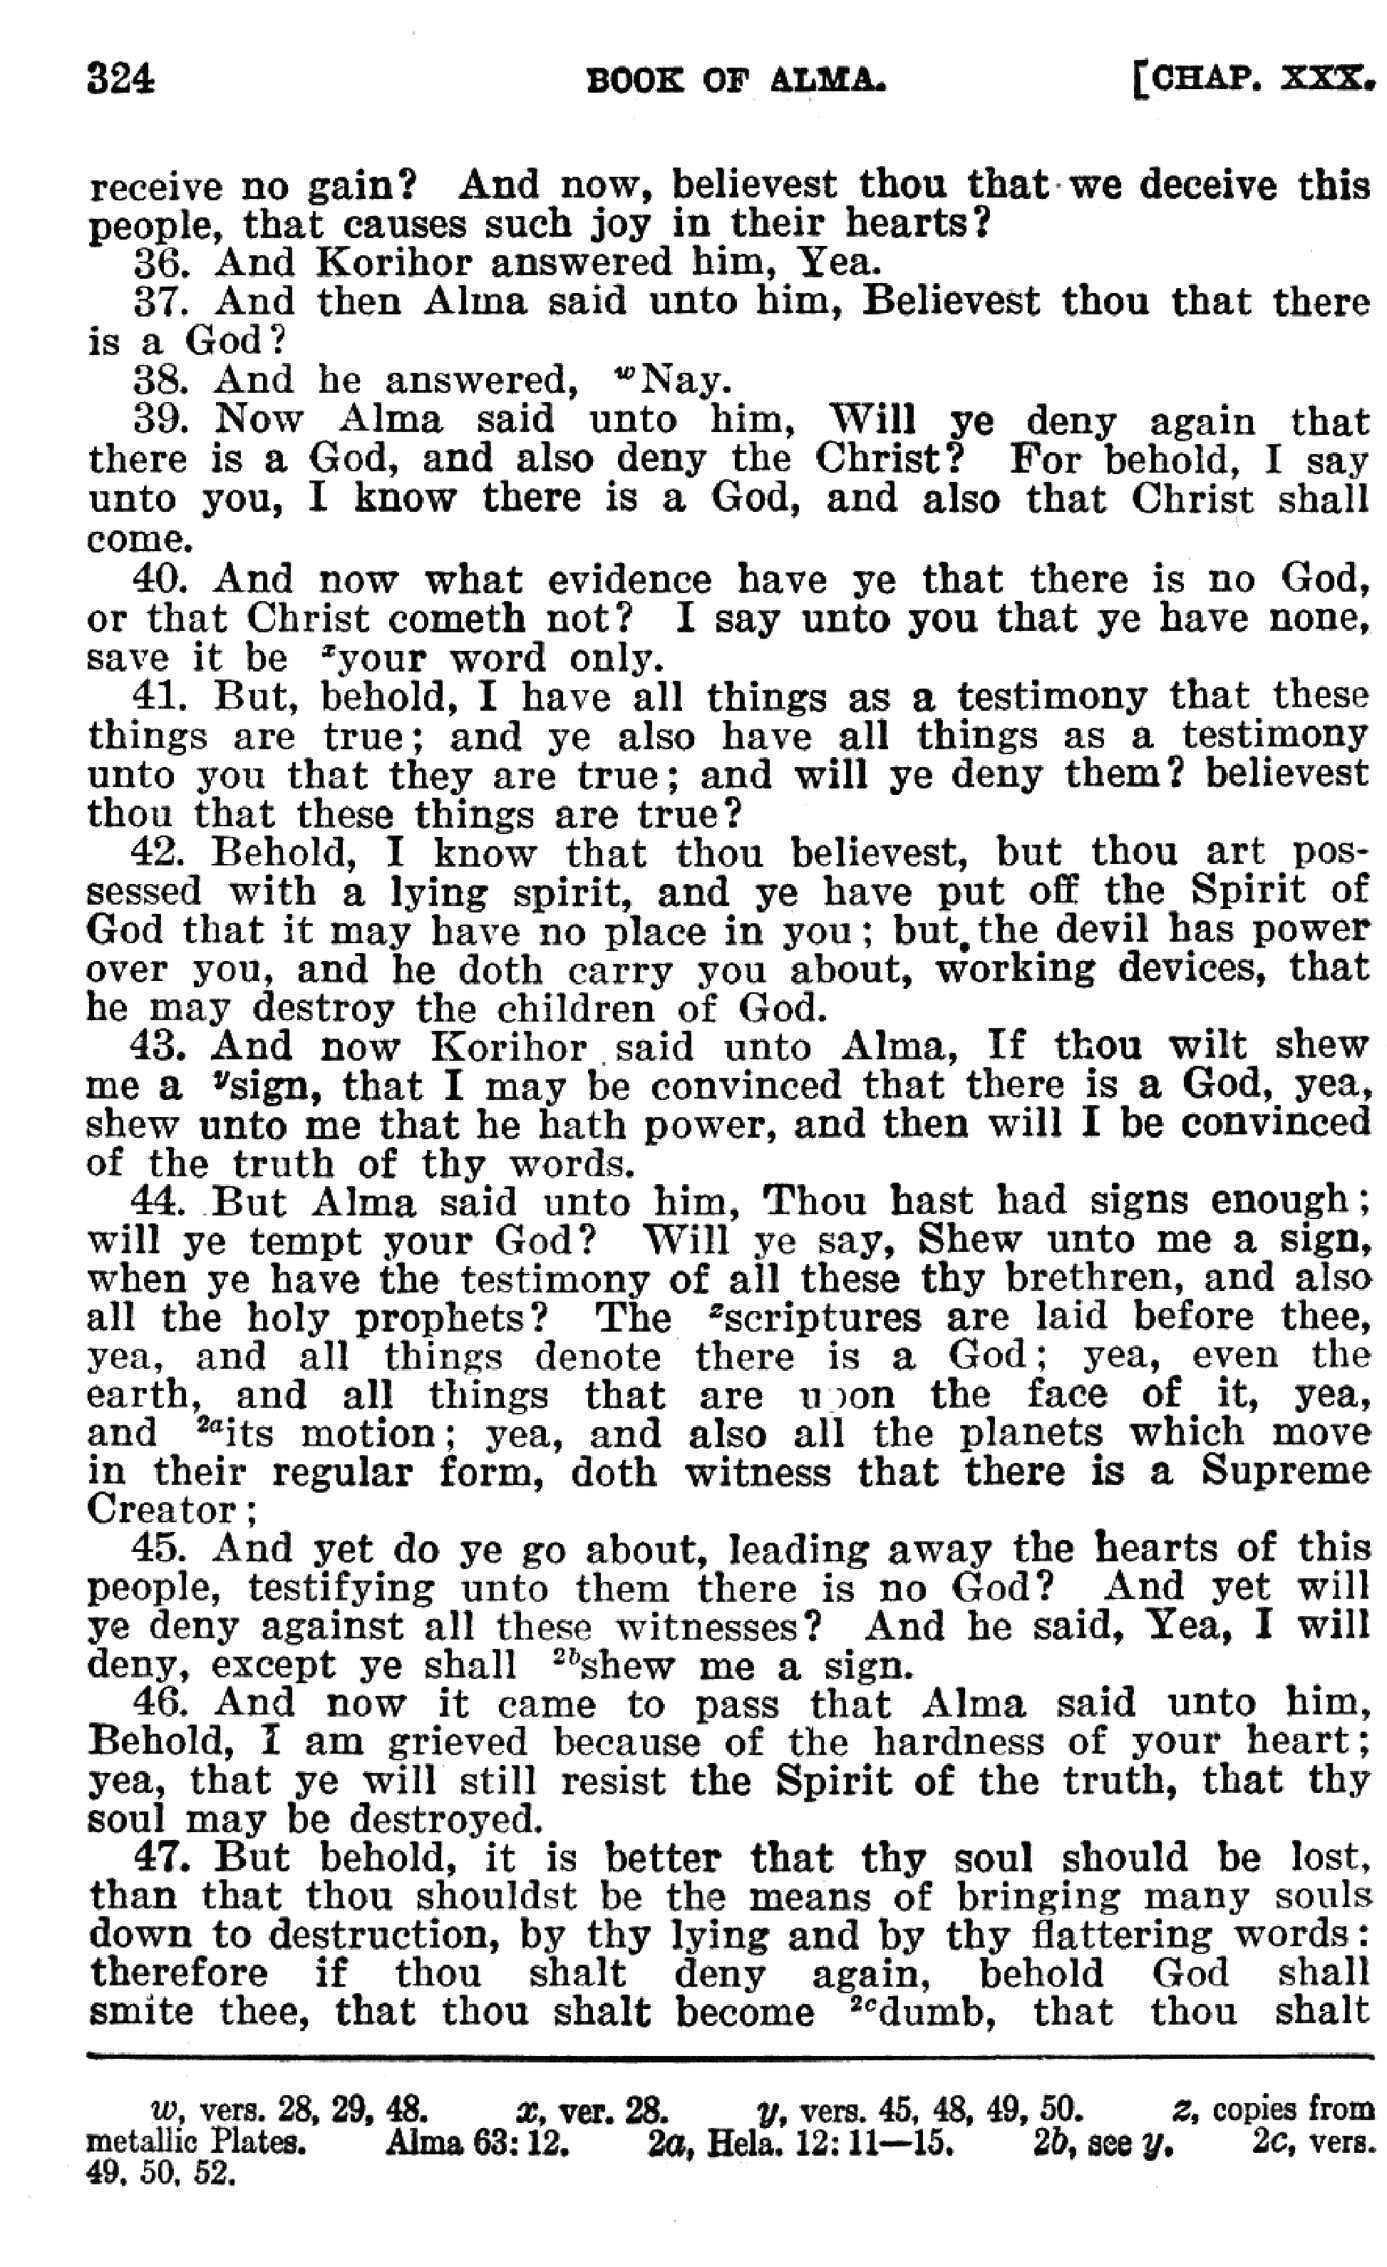 324 BOOK OF ALMA. [CHAP. XXX.
receive no gain? And now, believest thou that we deceive this
people, that causes such joy in their hearts?
36. And Korihor answered him, Yea.
37. And then Alma said unto him, Believest thou that there
is a God?
38. And he answered, ʷNay.
39. Now Alma said unto him, Will ye deny again that
there is a God, and also deny the Christ? For behold, I say
unto you, I know there is a God, and also that Christ shall
come.
40. And now what evidence have ye that there is no God,
or that Christ cometh not? I say unto you that ye have none,
save it be ˣyour word only.
41. But, behold, I have all things as a testimony that these
things are true; and ye also have all things as a testimony
unto you that they are true; and will ye deny them? believest
thou that these things are true?
42. Behold, I know that thou believest, but thou art pos-
sessed with a lying spirit, and ye have put off the Spirit of
God that it may have no place in you; but the devil has power
over you, and he doth carry you about, working devices, that
he may destroy the children of God.
43. And now Korihor said unto Alma, If thou wilt shew
me a ʸsign, that I may be convinced that there is a God, yea,
shew unto me that he hath power, and then will I be convinced
of the truth of thy words.
44. But Alma said unto him, Thou hast had signs enough;
will ye tempt your God? Will ye say, Shew unto me a sign,
when ye have the testimony of all these thy brethren, and also
all the holy prophets? The ᶻscriptures are laid before thee,
yea, and all things denote there is a God; yea, even the
earth, and all things that are upon the face of it, yea,
and ²ᵃits motion; yea, and also all the planets which move
in their regular form, doth witness that there is a Supreme
Creator;
45. And yet do ye go about, leading away the hearts of this
people, testifying unto them there is no God? And yet will
ye deny against all these witnesses? And he said, Yea, I will
deny, except ye shall ²ᵇshew me a sign.
46. And now it came to pass that Alma said unto him,
Behold, I am grieved because of the hardness of your heart;
yea, that ye will still resist the Spirit of the truth, that thy
soul may be destroyed.
47. But behold, it is better that thy soul should be lost,
than that thou shouldst be the means of bringing many souls
down to destruction, by thy lying and by thy flattering words:
therefore if thou shalt deny again, behold God shall
smite thee, that thou shalt become ²ᶜdumb, that thou shalt
w, vers. 28, 29, 48. x, ver. 28. y, vers. 45, 48, 49, 50. z, copies from
metallic Plates. Alma 63: 12. 2a, Hela. 12: 11—15. 2b, see y. 2c, vers.
49, 50, 52.